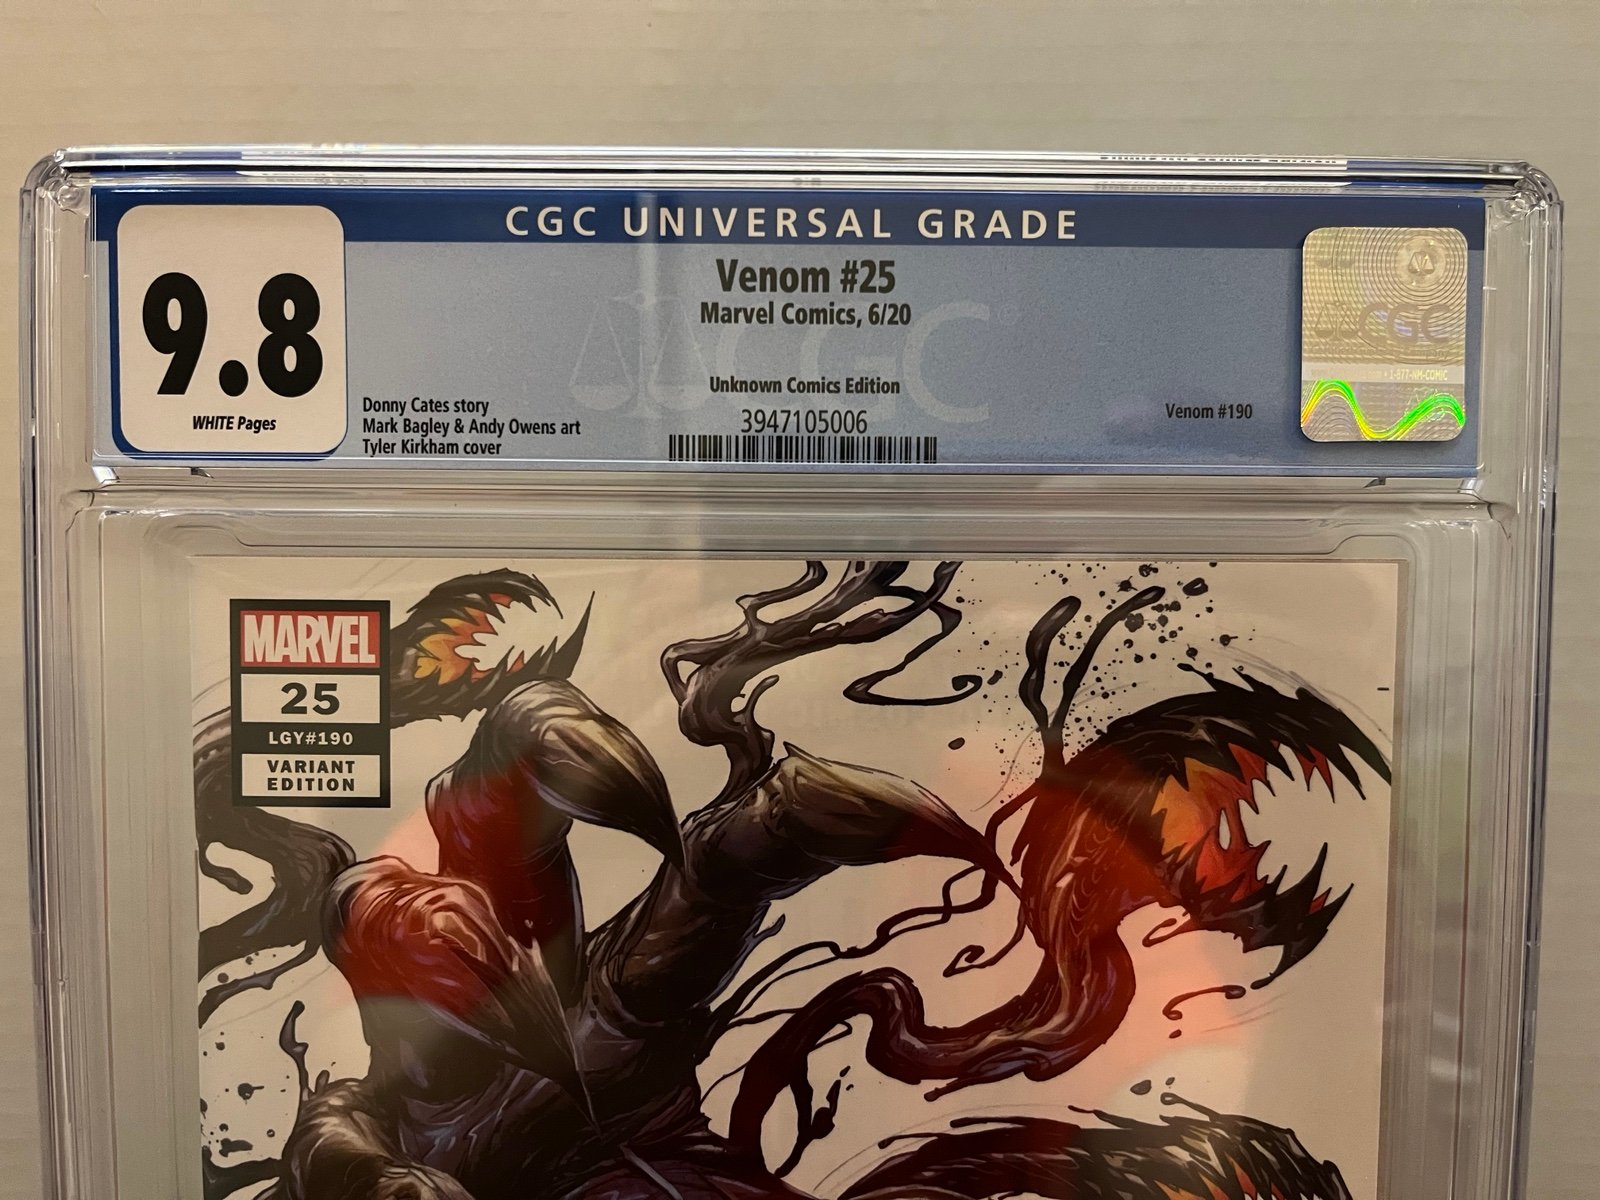 CGC UNIVERSAL GRADE
9.8
WHITE Pages
Venom #25
Marvel Comics, 6/20
Unknown Comics Edition
3947105006
Donny Cates story
Mark Bagley & Andy Owens art
Tyler Kirkham cover
Venom #190
CGC
CGC
1-877-NM-COMIC
MARVEL
25
LGY#190
VARIANT
EDITION